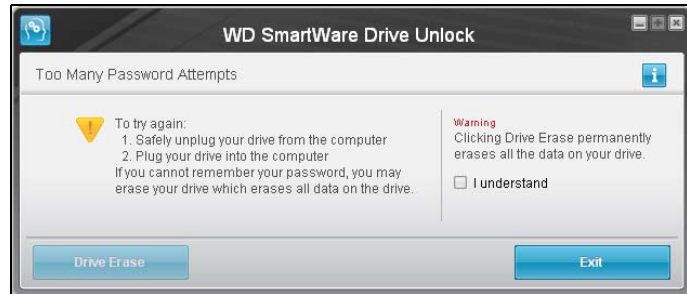 WD SmartWare Drive Unlock
Too Many Password Attempts
To try again:
1. Safely unplug your drive from the computer
2. Plug your drive into the computer
If you cannot remember your password, you may
erase your drive which erases all data on the drive.
Warning
Clicking Drive Erase permanently
erases all the data on your drive.
I understand
Drive Erase
Exit